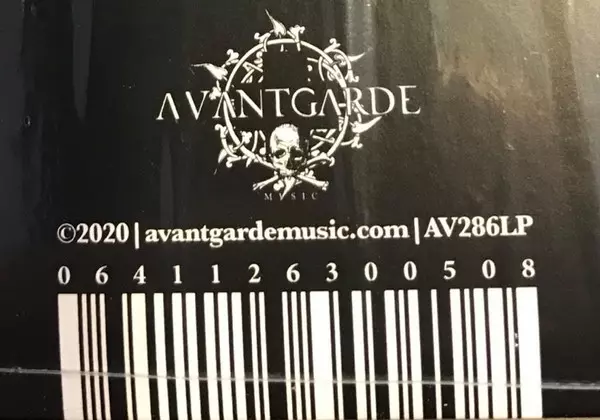 AVANTGARDE
MUSIC
©2020 | avantgardemusic.com | AV286LP
0 6 4 1 1 2 6 3 0 0 5 0 8